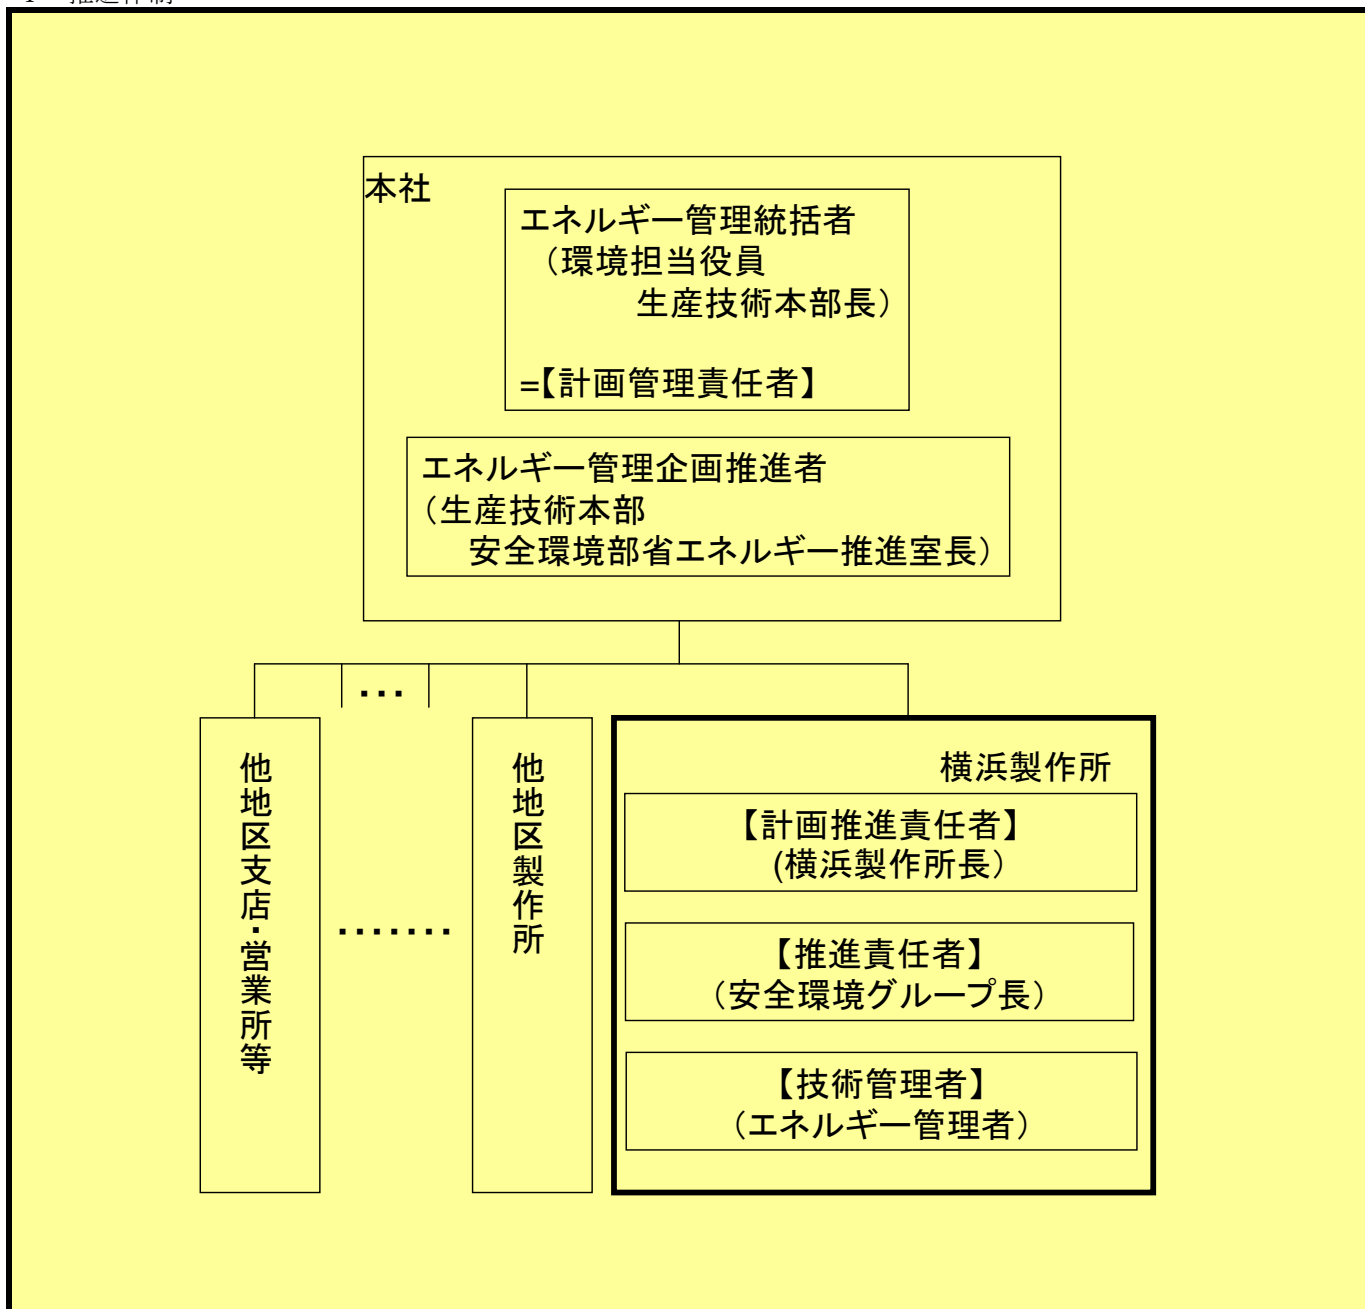 本社
エネルギー管理統括者
（環境担当役員
生産技術本部長）
=【計画管理責任者】
エネルギー管理企画推進者
（生産技術本部
安全環境部省エネルギー推進室長）
･･･
他地区支店・営業所等
･･･････
他地区製作所
横浜製作所
【計画推進責任者】
(横浜製作所長）
【推進責任者】
（安全環境グループ長）
【技術管理者】
（エネルギー管理者）